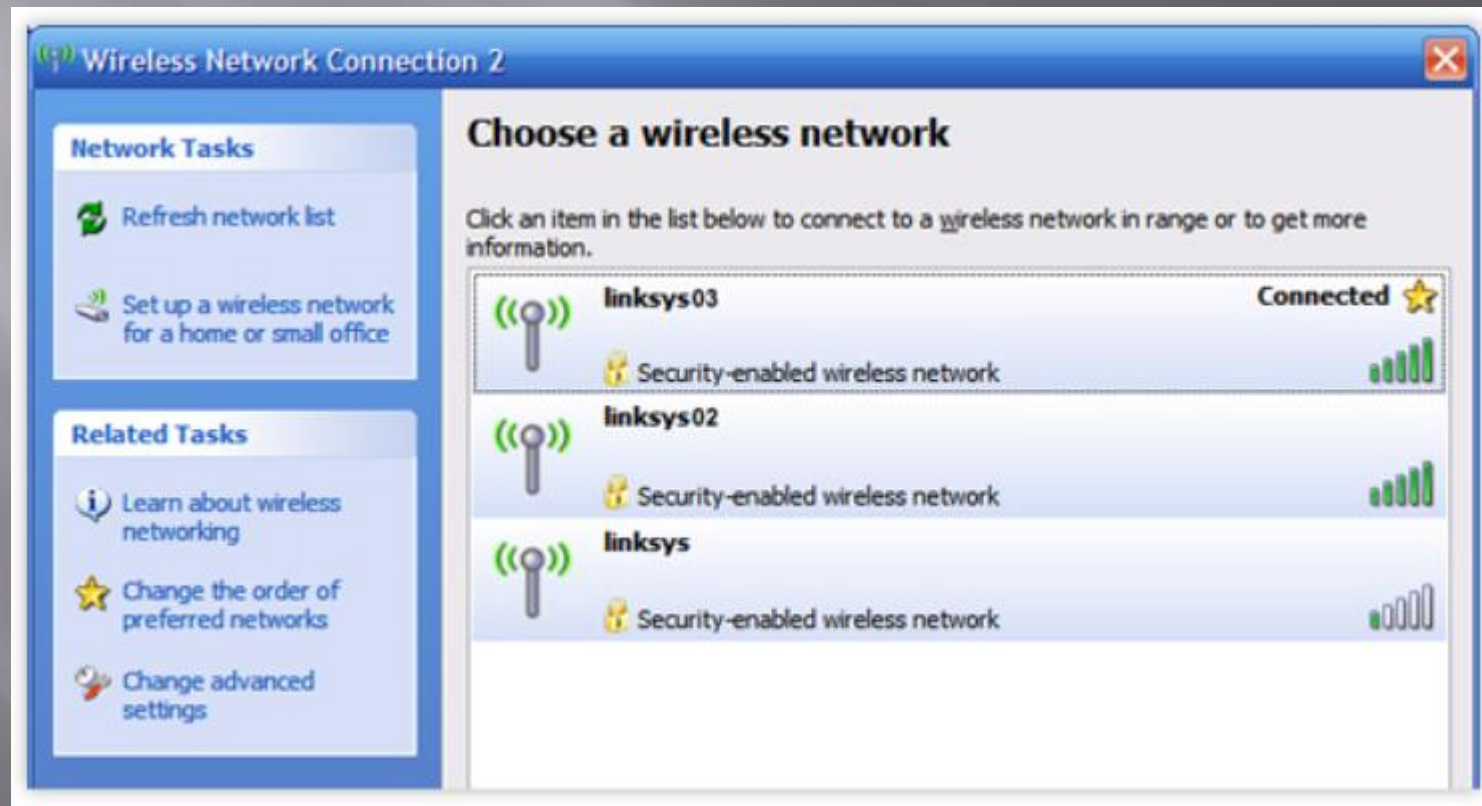 Wireless Network Connection 2
Network Tasks
Refresh network list
Set up a wireless network
for a home or small office
Related Tasks
Learn about wireless
networking
Change the order of
preferred networks
Change advanced
settings
Choose a wireless network
Click an item in the list below to connect to a wireless network in range or to get more
information.
linksys03
Connected
Security-enabled wireless network
linksys02
Security-enabled wireless network
linksys
Security-enabled wireless network